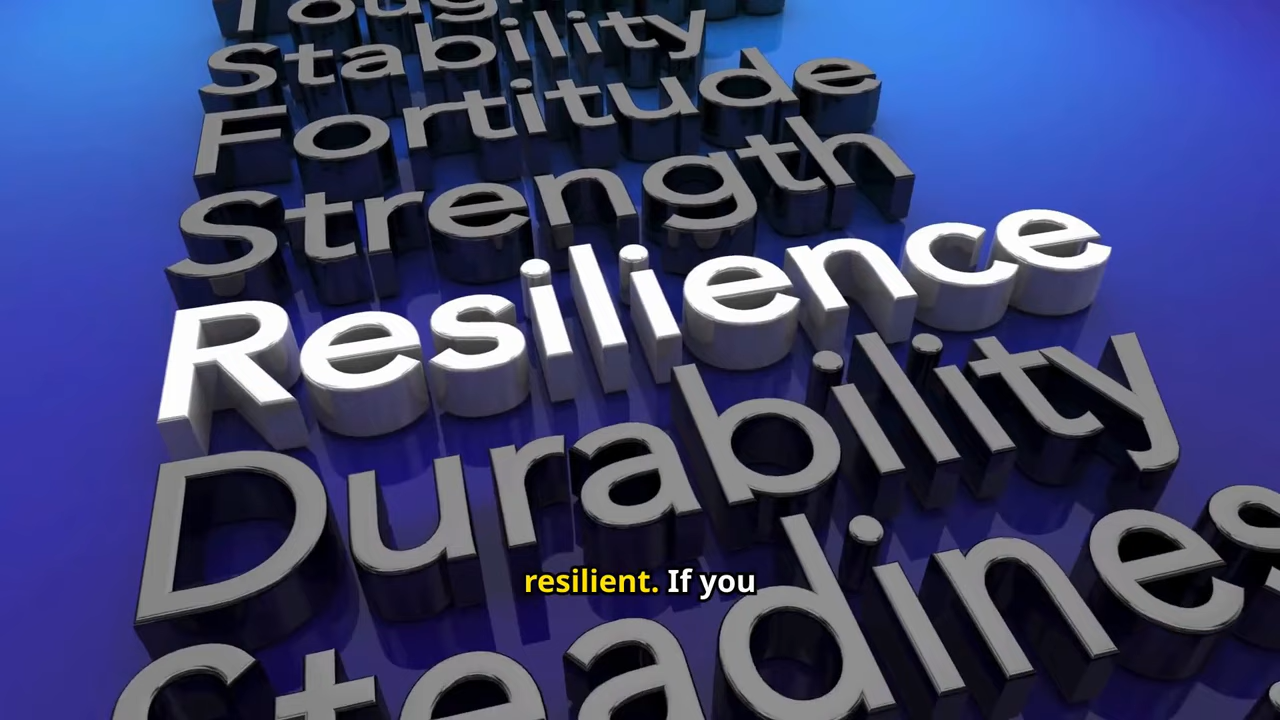 Stability
Fortitude
Strength
Resilience
Durability
resilient. If you